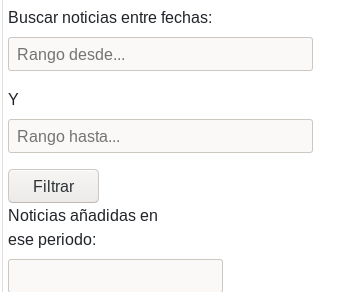 Buscar noticias entre fechas:
Rango desde...
Y
Rango hasta...
Filtrar
Noticias añadidas en
ese periodo: